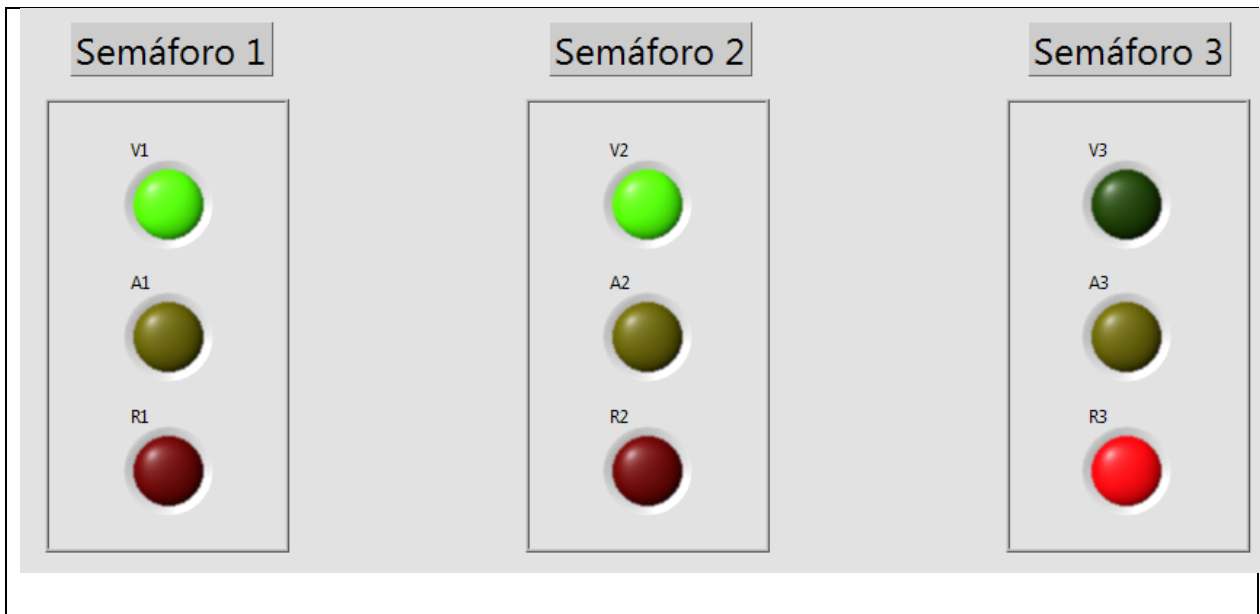 Semáforo 1
Semáforo 2
Semáforo 3
V1
V2
V3
A1
A2
A3
R1
R2
R3